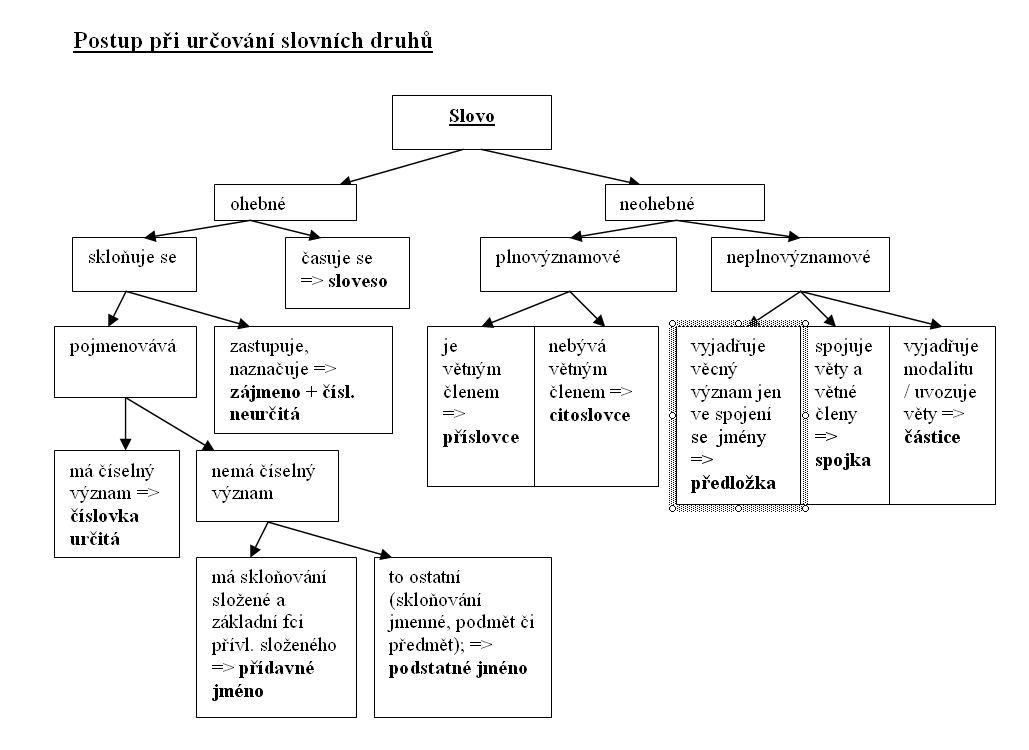 Postup při určování slovních druhů
Slovo
ohebné
neohebné
skloňuje se
časuje se
=> sloveso
plnovýznamové
neplnovýznamové
pojmenovává
zastupuje,
naznačuje =>
zájmeno + čísl.
neurčitá
je
větným
členem
=>
příslovce
nebývá
větným
členem =>
citoslovce
vyjadřuje
věcný
význam jen
ve spojení
se jmény
=>
předložka
spojuje
věty a
větné
členy
=>
spojka
vyjadřuje
modalitu
/ uvozuje
věty =>
částice
má číselný
význam =>
číslovka
určitá
nemá číselný
význam
má skloňování
složené a
základní fci
přívl. složeného
=> přídavné
jméno
to ostatní
(skloňování
jmenné, podmět či
předmět); =>
podstatné jméno